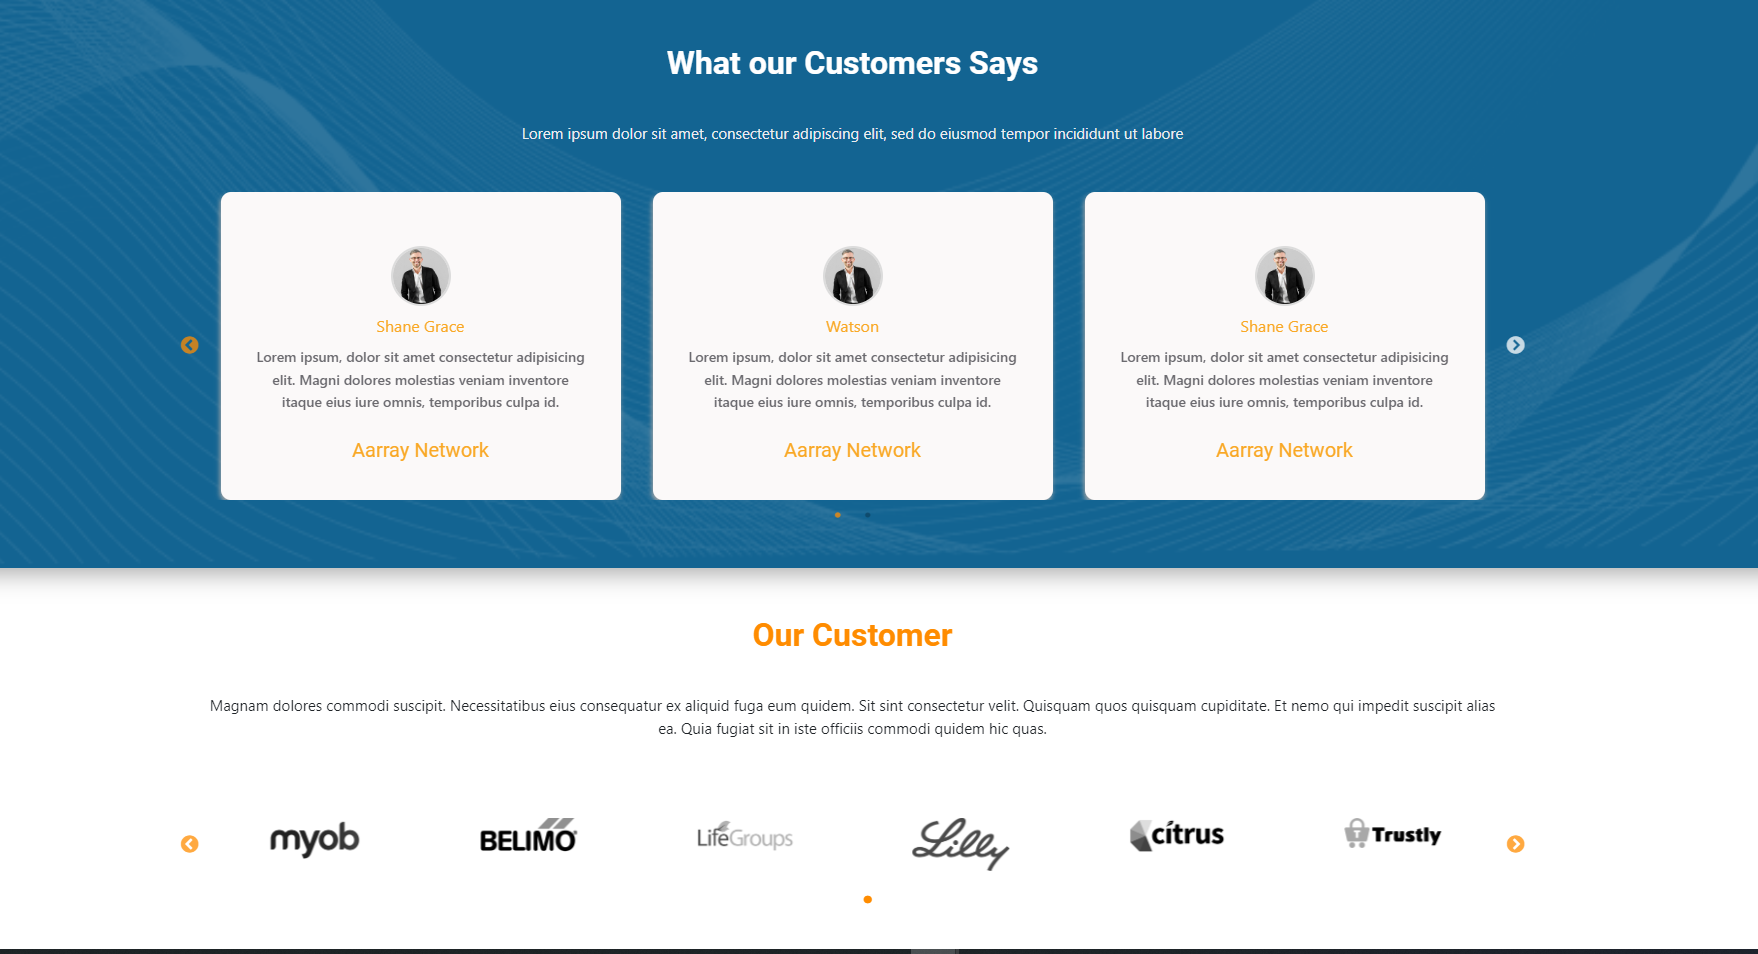 What our Customers Says
Lorem ipsum dolor sit amet, consectetur adipiscing elit, sed do eiusmod tempor incididunt ut labore
Shane Grace
Lorem ipsum, dolor sit amet consectetur adipisicing
elit. Magni dolores molestias veniam inventore
itaque eius iure omnis, temporibus culpa id.
Aarray Network
Watson
Lorem ipsum, dolor sit amet consectetur adipisicing
elit. Magni dolores molestias veniam inventore
itaque eius iure omnis, temporibus culpa id.
Aarray Network
Shane Grace
Lorem ipsum, dolor sit amet consectetur adipisicing
elit. Magni dolores molestias veniam inventore
itaque eius iure omnis, temporibus culpa id.
Aarray Network
Our Customer
Magnam dolores commodi suscipit. Necessitatibus eius consequatur ex aliquid fuga eum quidem. Sit sint consectetur velit. Quisquam quos quisquam cupiditate. Et nemo qui impedit suscipit alias
ea. Quia fugiat sit in iste officiis commodi quidem hic quas.
myob
BELIMO
LifeGroups
Lilly
cítrus
T Trustly